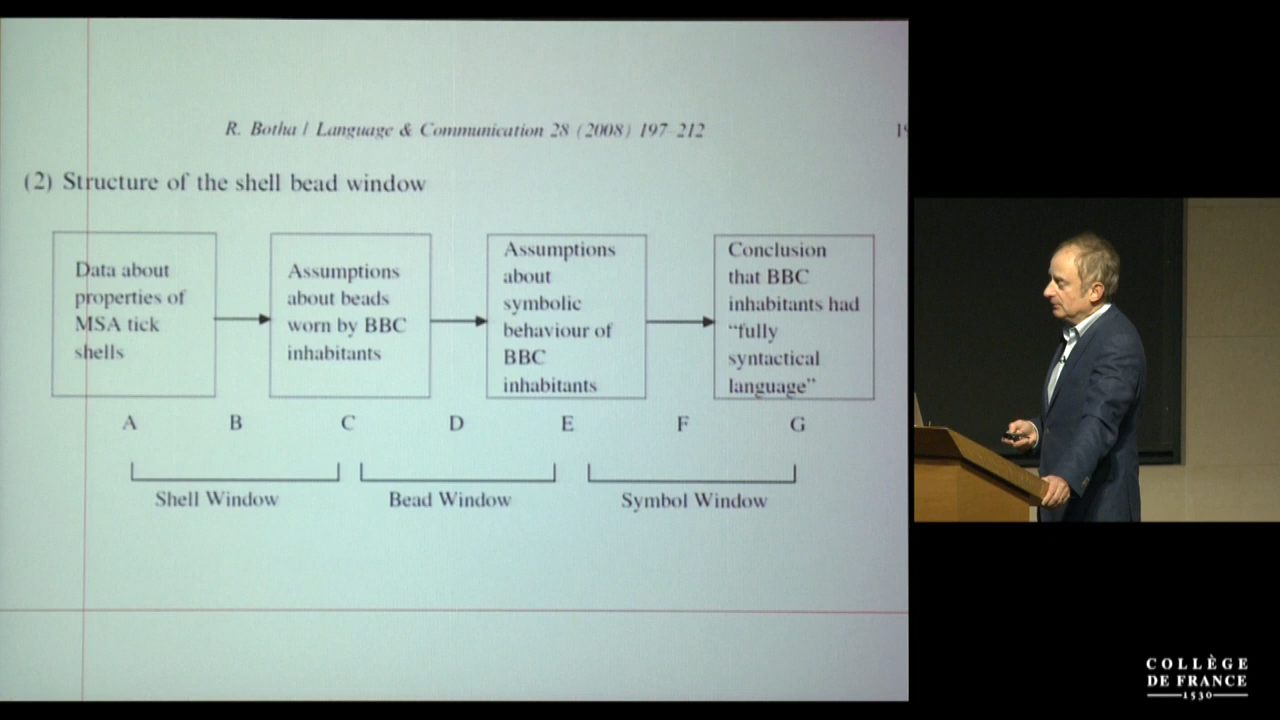 R. Botha / Language & Communication 28 (2008) 197–212
(2) Structure of the shell bead window
Data about
properties of
MSA tick
shells
Assumptions
about beads
worn by BBC
inhabitants
Assumptions
about
symbolic
behaviour of
BBC
inhabitants
Conclusion
that BBC
inhabitants had
“fully
syntactical
language”
A B C D E F G
Shell Window Bead Window Symbol Window
COLLÈGE
DE FRANCE
1530